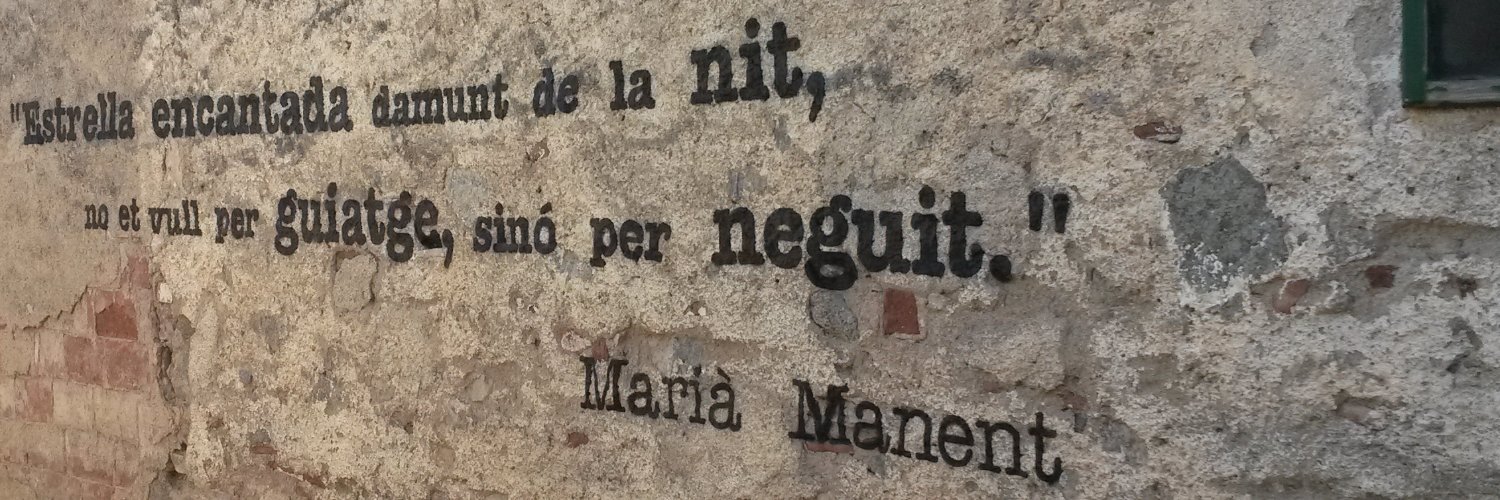 "Estrella encantada damunt de la nit,
no et vull per guiatge, sinó per neguit."
Marià Manent